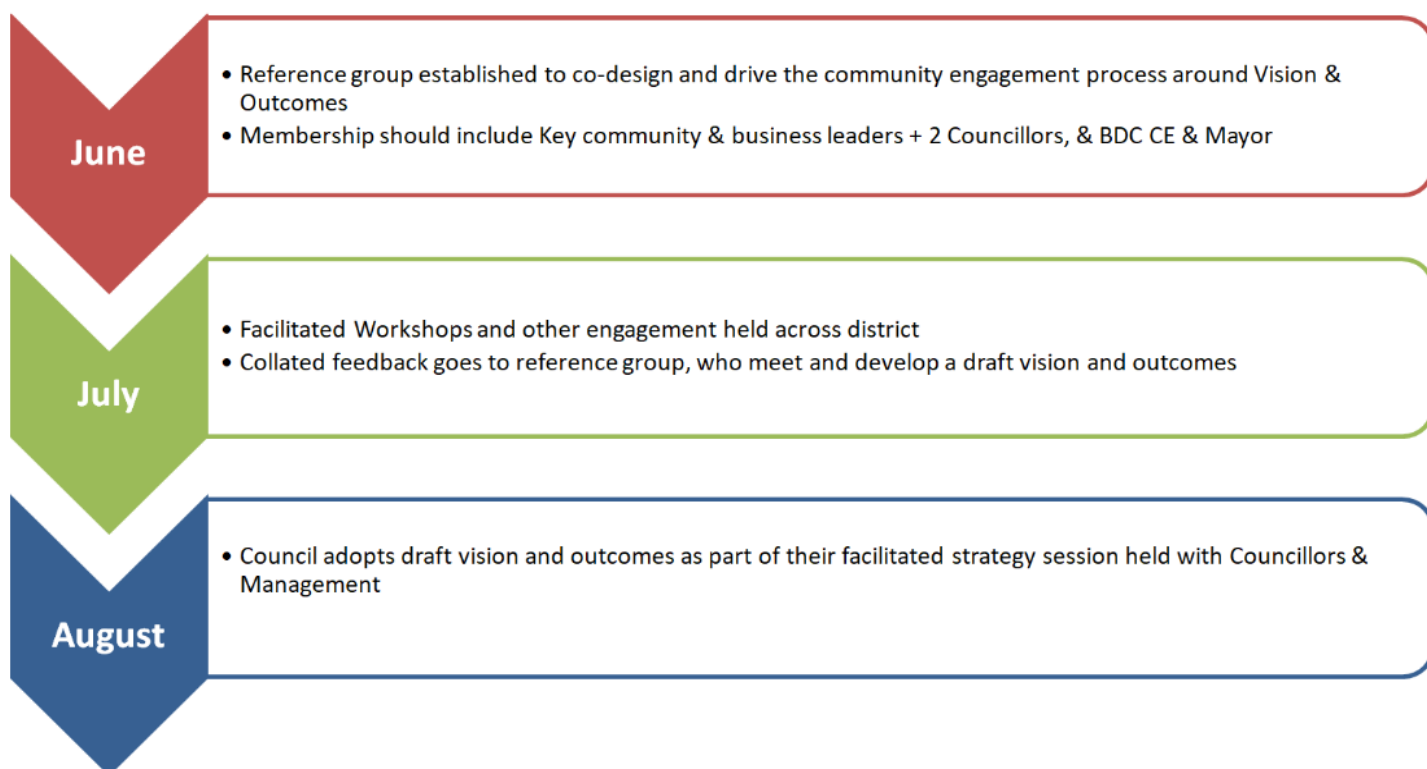 June
• Reference group established to co-design and drive the community engagement process around Vision &
Outcomes
• Membership should include Key community & business leaders + 2 Councillors, & BDC CE & Mayor
July
• Facilitated Workshops and other engagement held across district
• Collated feedback goes to reference group, who meet and develop a draft vision and outcomes
August
• Council adopts draft vision and outcomes as part of their facilitated strategy session held with Councillors &
Management